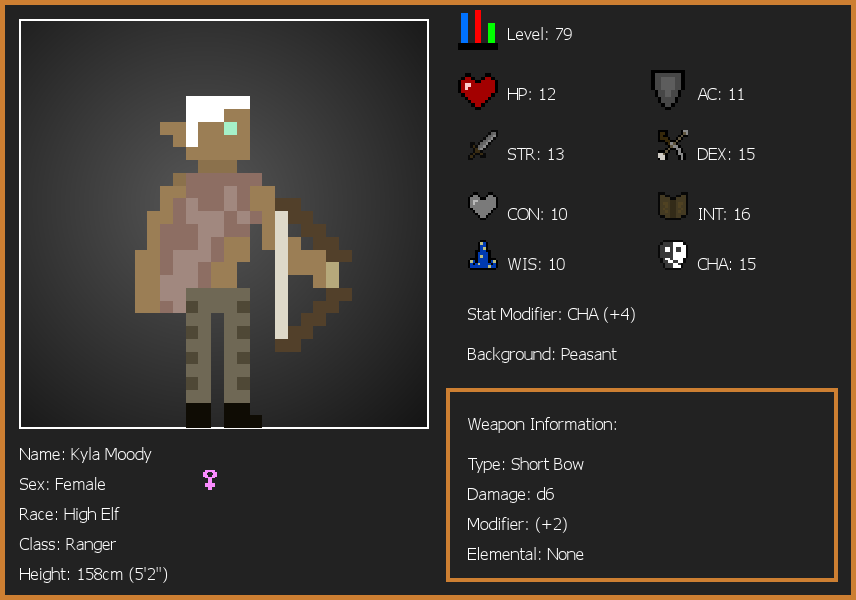 Level: 79
HP: 12
AC: 11
STR: 13
DEX: 15
CON: 10
INT: 16
WIS: 10
CHA: 15
Stat Modifier: CHA (+4)
Background: Peasant
Weapon Information:
Type: Short Bow
Damage: d6
Modifier: (+2)
Elemental: None
Name: Kyla Moody
Sex: Female
Race: High Elf
Class: Ranger
Height: 158cm (5'2")